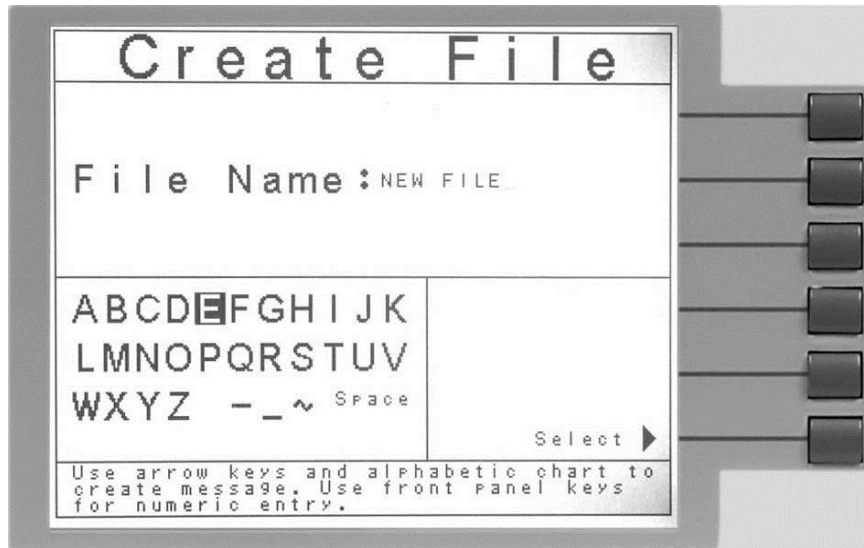 Create File
File Name:NEW FILE_
ABCDEFGHIJK
LMNOPQRSTUV
WXYZ -_~ Space
Select
Use arrow keys and alphabetic chart to
create message. Use front panel keys
for numeric entry.